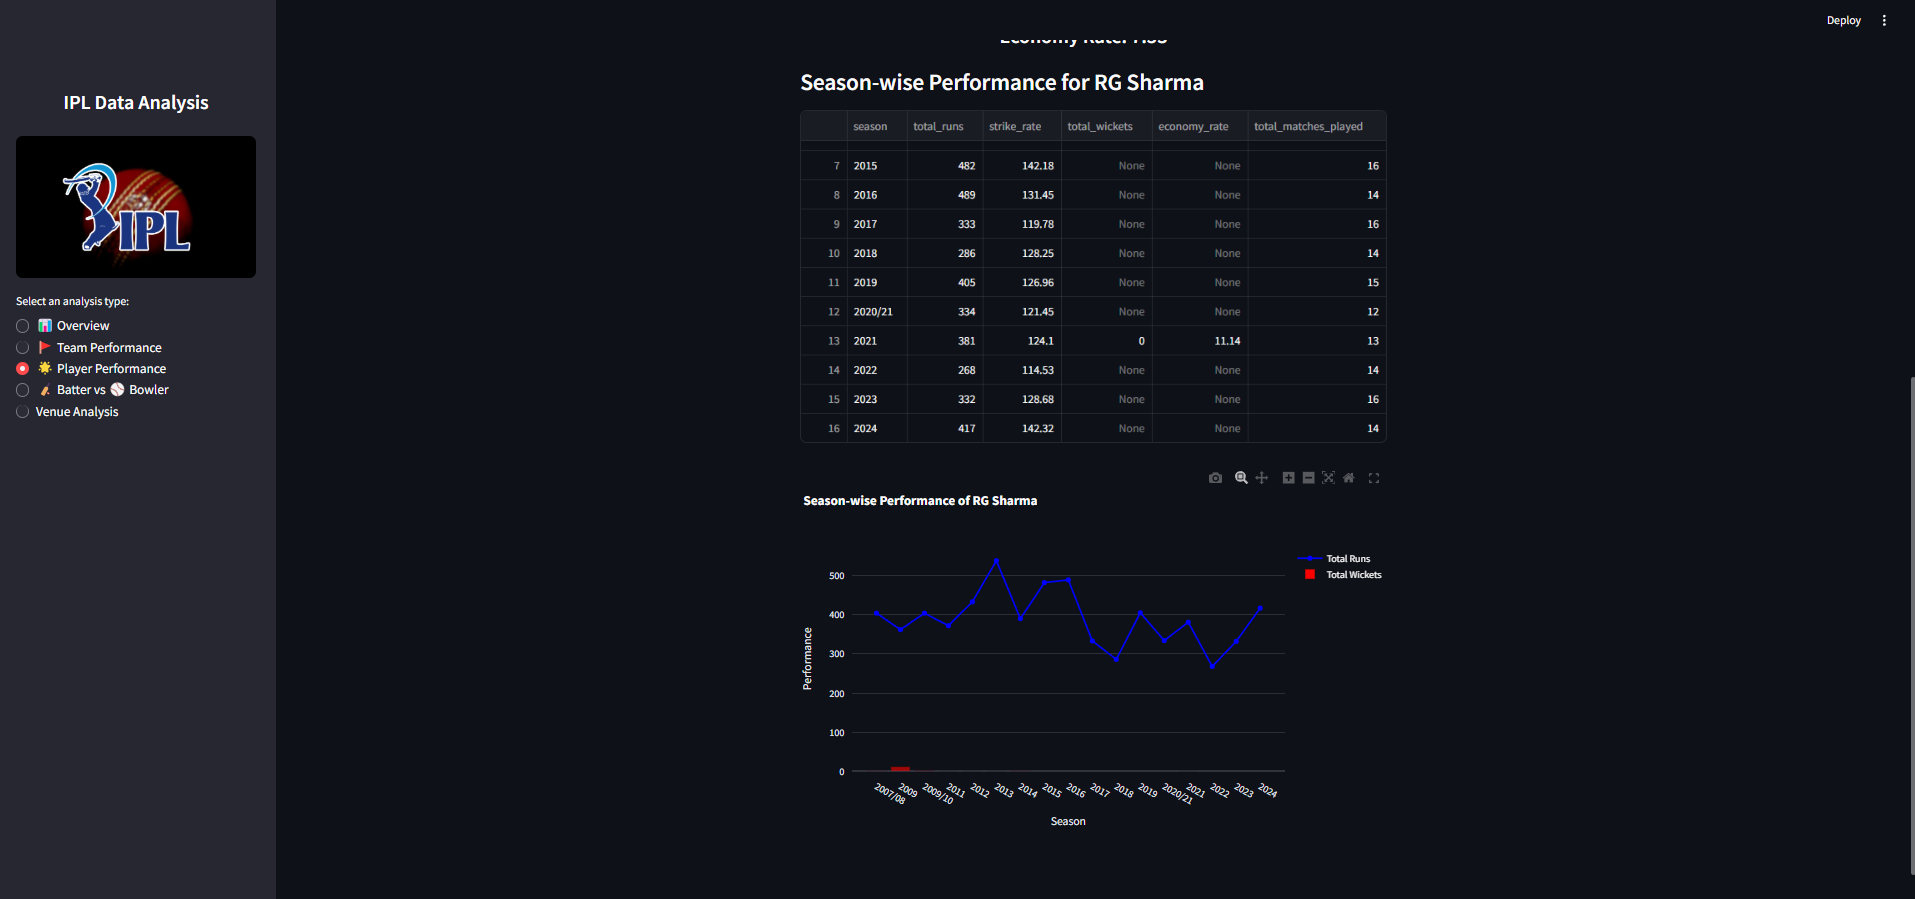 Deploy
IPL Data Analysis
IPL
Select an analysis type:
Overview
Team Performance
Player Performance
Batter vs Bowler
Venue Analysis
Economy Rate: 7.53
Season-wise Performance for RG Sharma
season total_runs strike_rate total_wickets economy_rate total_matches_played
7 2015 482 142.18 None None 16
8 2016 489 131.45 None None 14
9 2017 333 119.78 None None 16
10 2018 286 128.25 None None 14
11 2019 405 126.96 None None 15
12 2020/21 334 121.45 None None 12
13 2021 381 124.1 0 11.14 13
14 2022 268 114.53 None None 14
15 2023 332 128.68 None None 16
16 2024 417 142.32 None None 14
Season-wise Performance of RG Sharma
Total Runs
Total Wickets
500
400
300
200
100
0
Performance
2007/08 2009 2009/10 2011 2012 2013 2014 2015 2016 2017 2018 2019 2020/21 2021 2022 2023 2024
Season